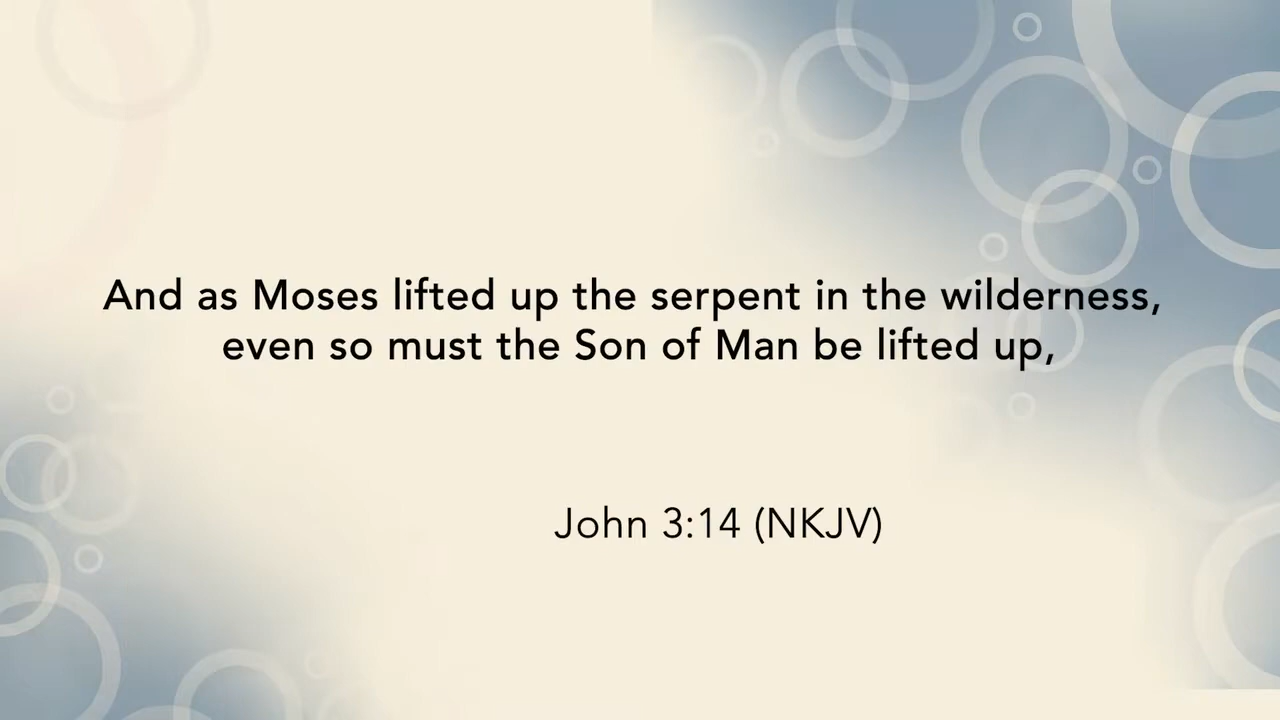 And as Moses lifted up the serpent in the wilderness,
even so must the Son of Man be lifted up,
John 3:14 (NKJV)